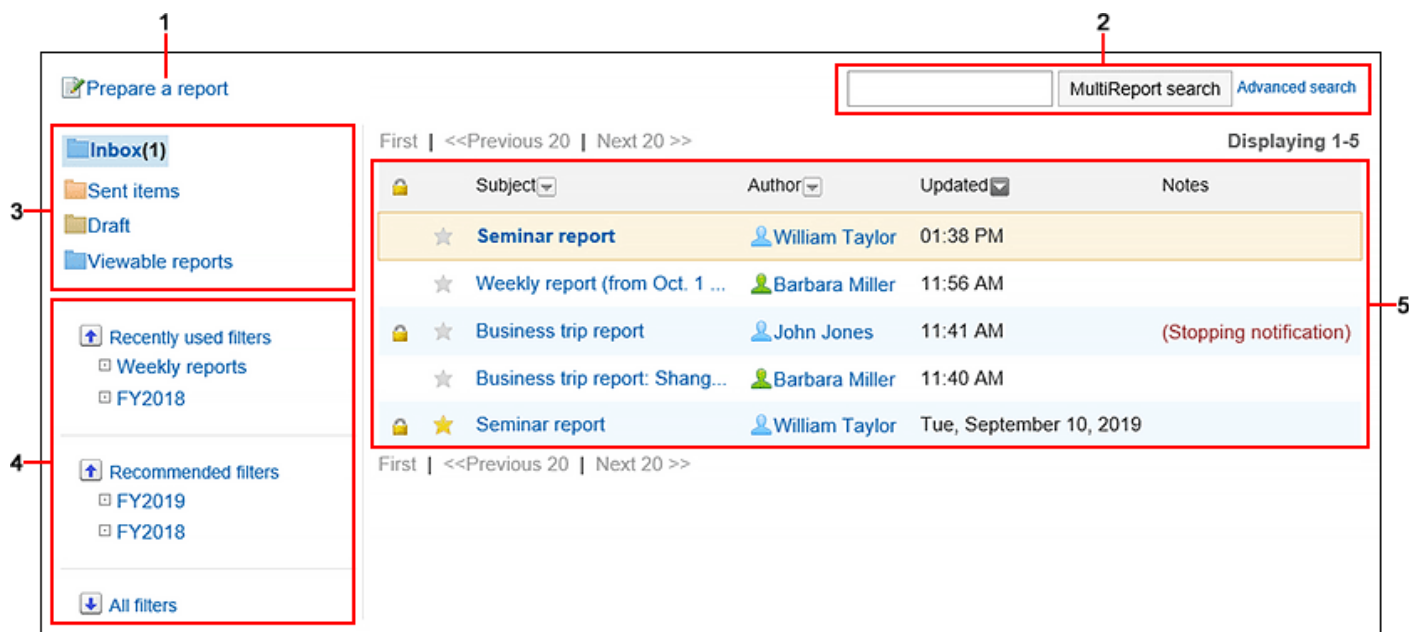 1
2
Prepare a report
MultiReport search Advanced search
Inbox(1)
Sent items
Draft
Viewable reports
3
Recently used filters
Weekly reports
FY2018
Recommended filters
FY2019
FY2018
All filters
4
First | <<Previous 20 | Next 20 >> Displaying 1-5
Subject Author Updated Notes
Seminar report William Taylor 01:38 PM
Weekly report (from Oct. 1 ... Barbara Miller 11:56 AM
Business trip report John Jones 11:41 AM (Stopping notification)
Business trip report: Shang... Barbara Miller 11:40 AM
Seminar report William Taylor Tue, September 10, 2019
5
First | <<Previous 20 | Next 20 >>